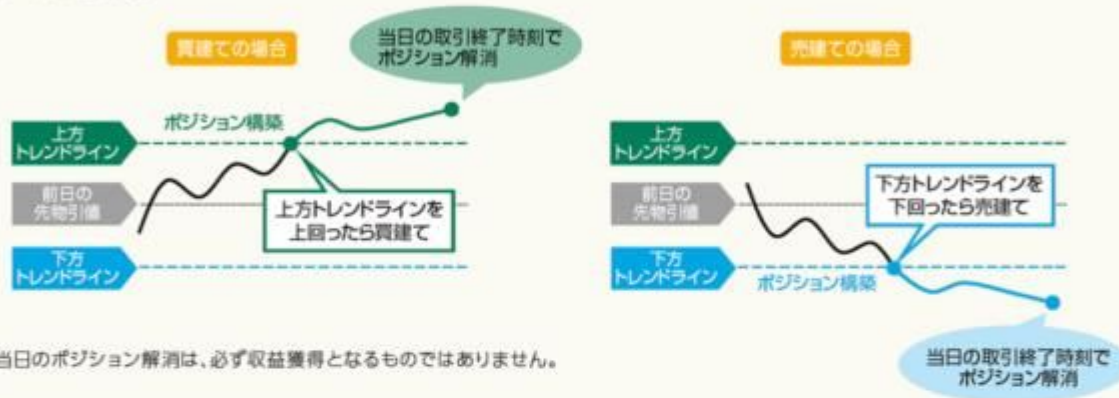 買建ての場合
当日の取引終了時刻で
ポジション解消
上方
トレンドライン
ポジション構築
前日の
先物引値
上方トレンドラインを
上回ったら買建て
下方
トレンドライン
売建ての場合
上方
トレンドライン
前日の
先物引値
下方トレンドラインを
下回ったら売建て
下方
トレンドライン
ポジション構築
当日の取引終了時刻で
ポジション解消
当日のポジション解消は、必ず収益獲得となるものではありません。